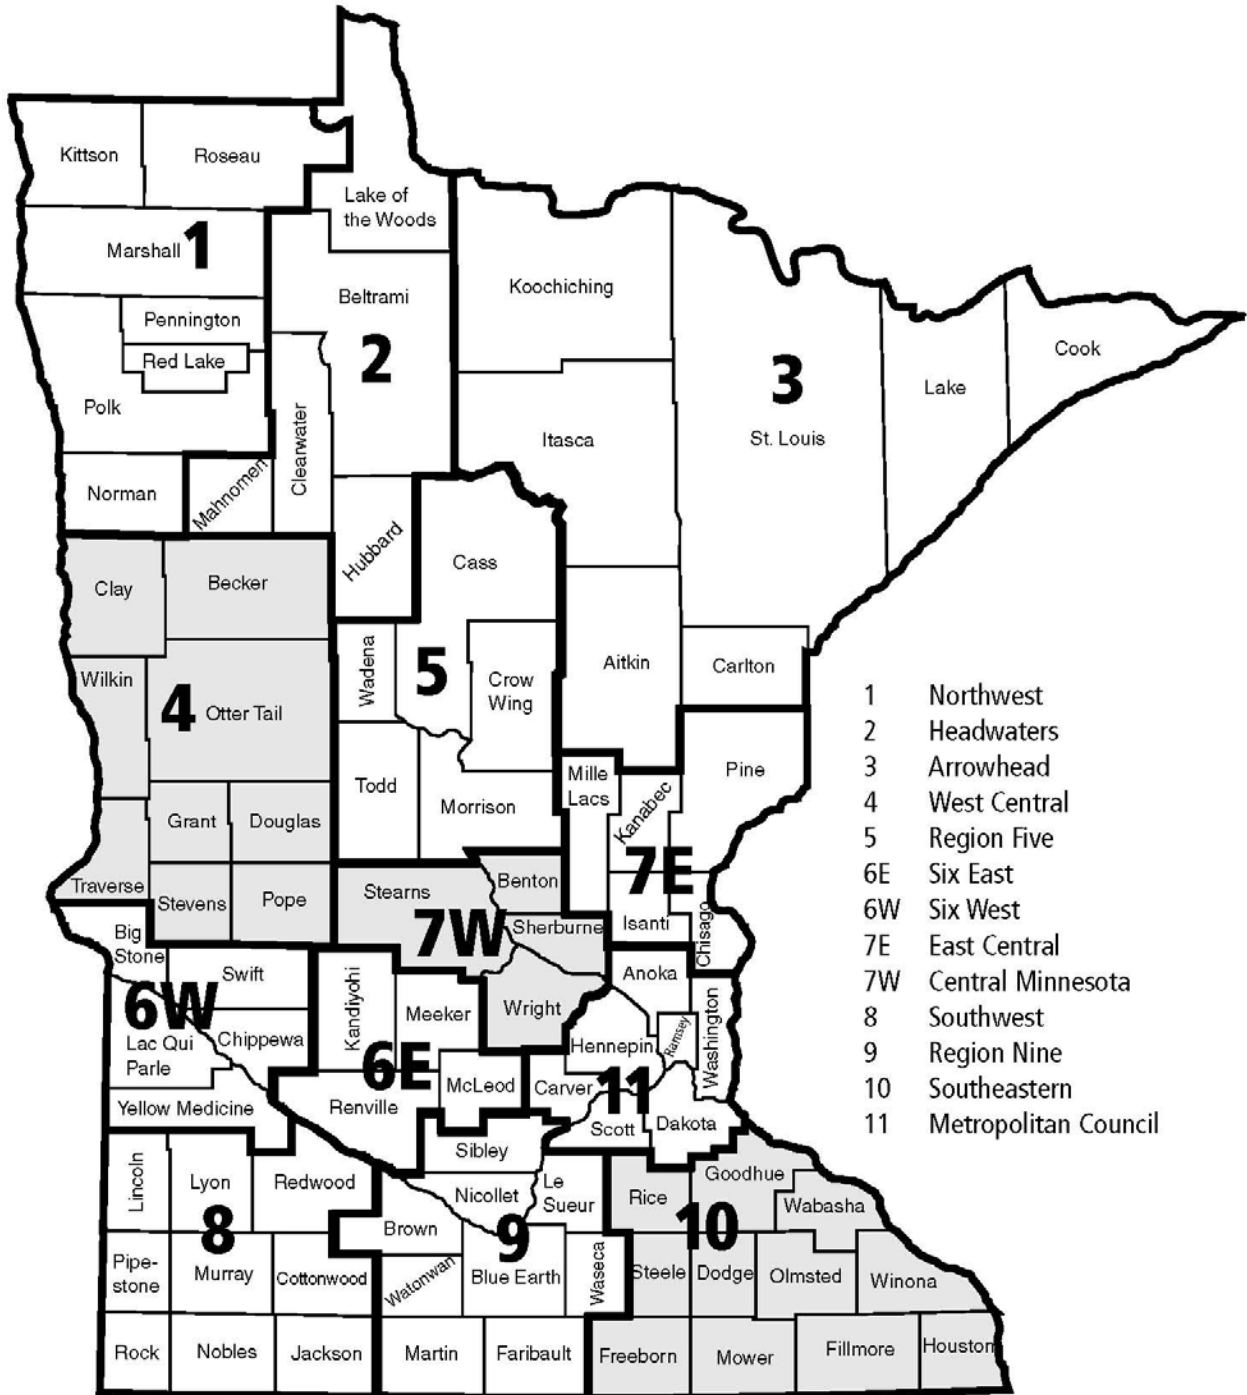 Kittson
Roseau
Lake of
the Woods
Marshall
1
Koochiching
Beltrami
Pennington
Red Lake
2
3
Cook
Lake
Polk
Clearwater
Itasca
St. Louis
Norman
Mahnomen
Hubbard
Cass
Clay
Becker
Wadena
5
Aitkin
Carlton
Wilkin
4
Otter Tail
Crow
Wing
Pine
Mille
Lacs
Todd
Morrison
Kanabec
Grant
Douglas
7E
Traverse
Stevens
Pope
Stearns
Benton
7W
Sherburne
Isanti
Chisago
Big
Stone
Swift
Anoka
6W
Kandiyohi
Meeker
Wright
Washington
Lac Qui
Parle
Chippewa
Hennepin
Ramsey
6E
McLeod
Carver
11
Yellow Medicine
Renville
Scott
Dakota
Sibley
Lincoln
Lyon
Redwood
Nicollet
Le
Sueur
Rice
Goodhue
Wabasha
8
Brown
9
10
Pipe-
stone
Murray
Cottonwood
Watonwan
Blue Earth
Waseca
Steele
Dodge
Olmsted
Winona
Rock
Nobles
Jackson
Martin
Faribault
Freeborn
Mower
Fillmore
Houston
1 Northwest
2 Headwaters
3 Arrowhead
4 West Central
5 Region Five
6E Six East
6W Six West
7E East Central
7W Central Minnesota
8 Southwest
9 Region Nine
10 Southeastern
11 Metropolitan Council